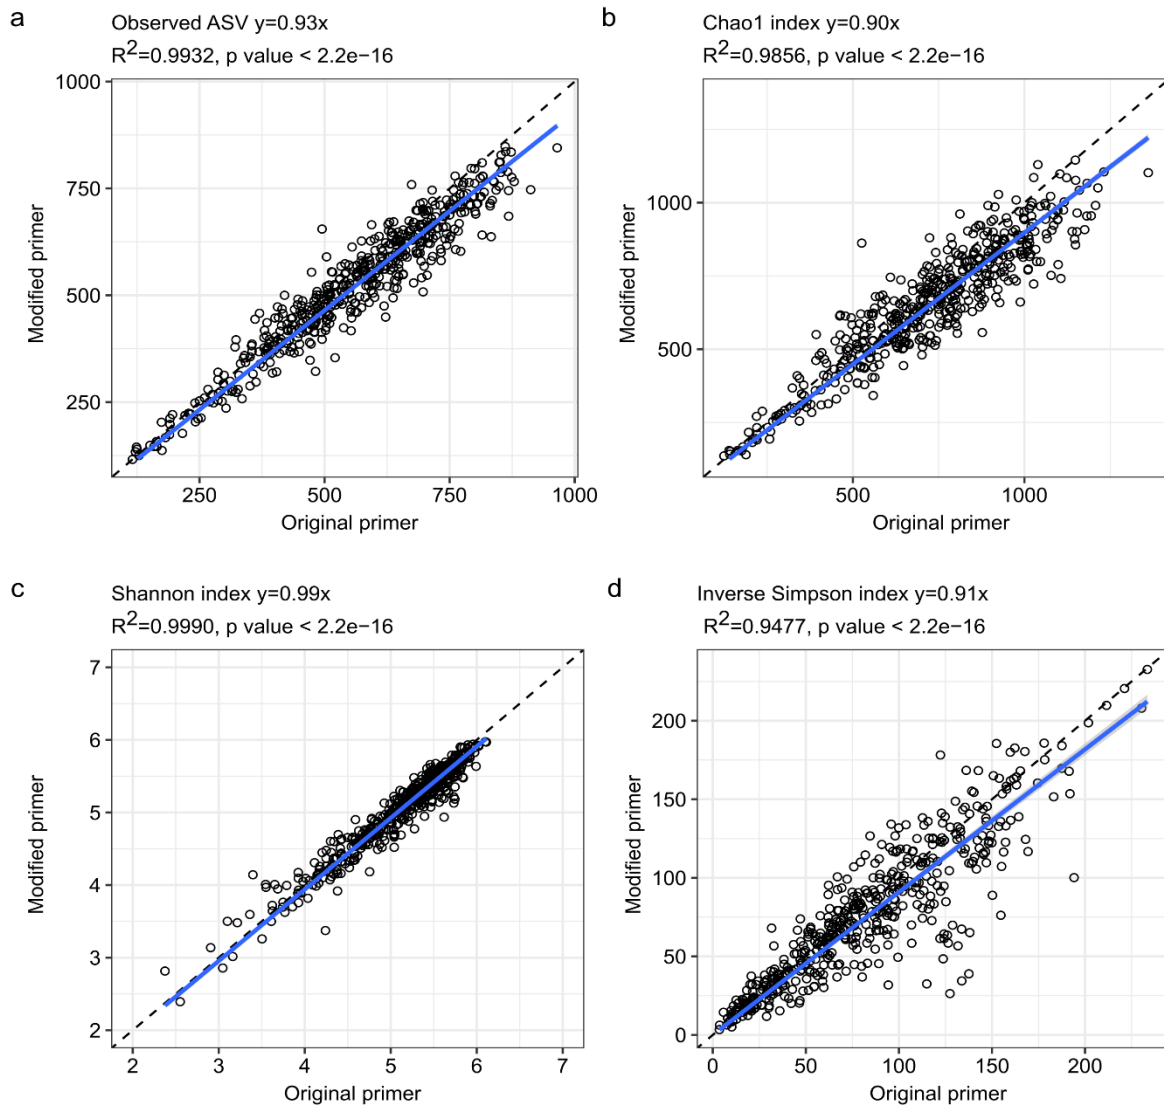 a
Observed ASV y=0.93x
R²=0.9932, p value < 2.2e−16
1000
750
500
250
Modified primer
250 500 750 1000
Original primer
b
Chao1 index y=0.90x
R²=0.9856, p value < 2.2e−16
1000
500
Modified primer
500 1000
Original primer
c
Shannon index y=0.99x
R²=0.9990, p value < 2.2e−16
7
6
5
4
3
2
Modified primer
2 3 4 5 6 7
Original primer
d
Inverse Simpson index y=0.91x
R²=0.9477, p value < 2.2e−16
200
150
100
50
0
Modified primer
0 50 100 150 200
Original primer